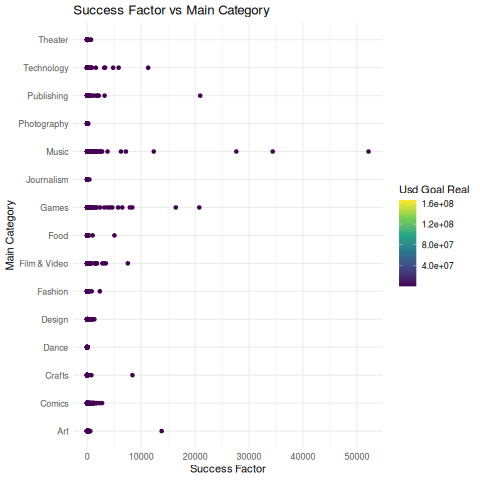 Success Factor vs Main Category
Main Category
Theater
Technology
Publishing
Photography
Music
Journalism
Games
Food
Film & Video
Fashion
Design
Dance
Crafts
Comics
Art
0 10000 20000 30000 40000 50000
Success Factor
Usd Goal Real
1.6e+08
1.2e+08
8.0e+07
4.0e+07